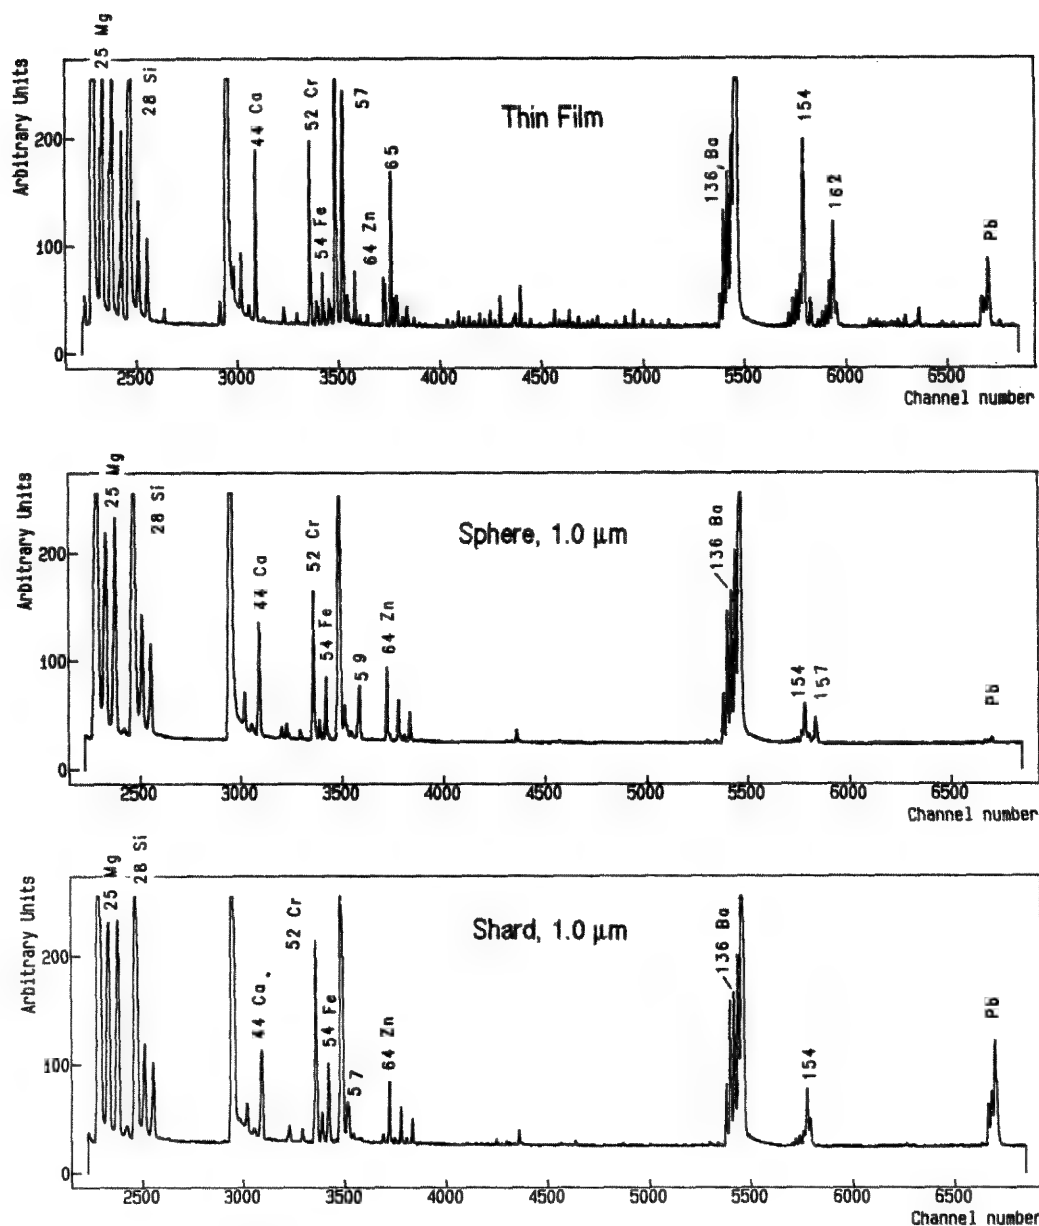 25 Mg
28 Si
44 Ca
52 Cr
54 Fe
57
64 Zn
65
Thin Film
136, Ba
154
162
Pb
Arbitrary Units
200
100
0
2500 3000 3500 4000 4500 5000 5500 6000 6500
Channel number
25 Mg
28 Si
44 Ca
52 Cr
54 Fe
59
64 Zn
Sphere, 1.0 µm
136 Ba
154
157
Pb
Arbitrary Units
200
100
0
2500 3000 3500 4000 4500 5000 5500 6000 6500
Channel number
25 Mg
28 Si
44 Ca
52 Cr
54 Fe
57
64 Zn
Shard, 1.0 µm
136 Ba
154
Pb
Arbitrary Units
200
100
0
2500 3000 3500 4000 4500 5000 5500 6000 6500
Channel number